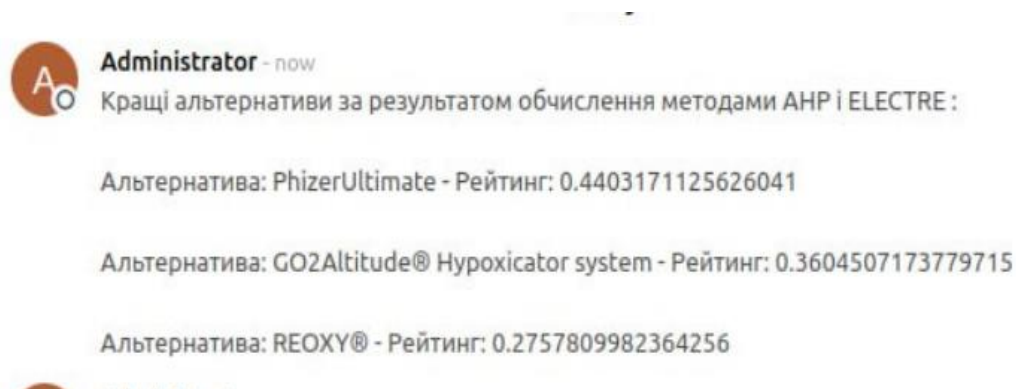 Administrator - now
Кращі альтернативи за результатом обчислення методами AHP і ELECTRE :
Альтернатива: PhizerUltimate - Рейтинг: 0.4403171125626041
Альтернатива: GO2Altitude® Hypoxicator system - Рейтинг: 0.3604507173779715
Альтернатива: REOXY® - Рейтинг: 0.2757809982364256